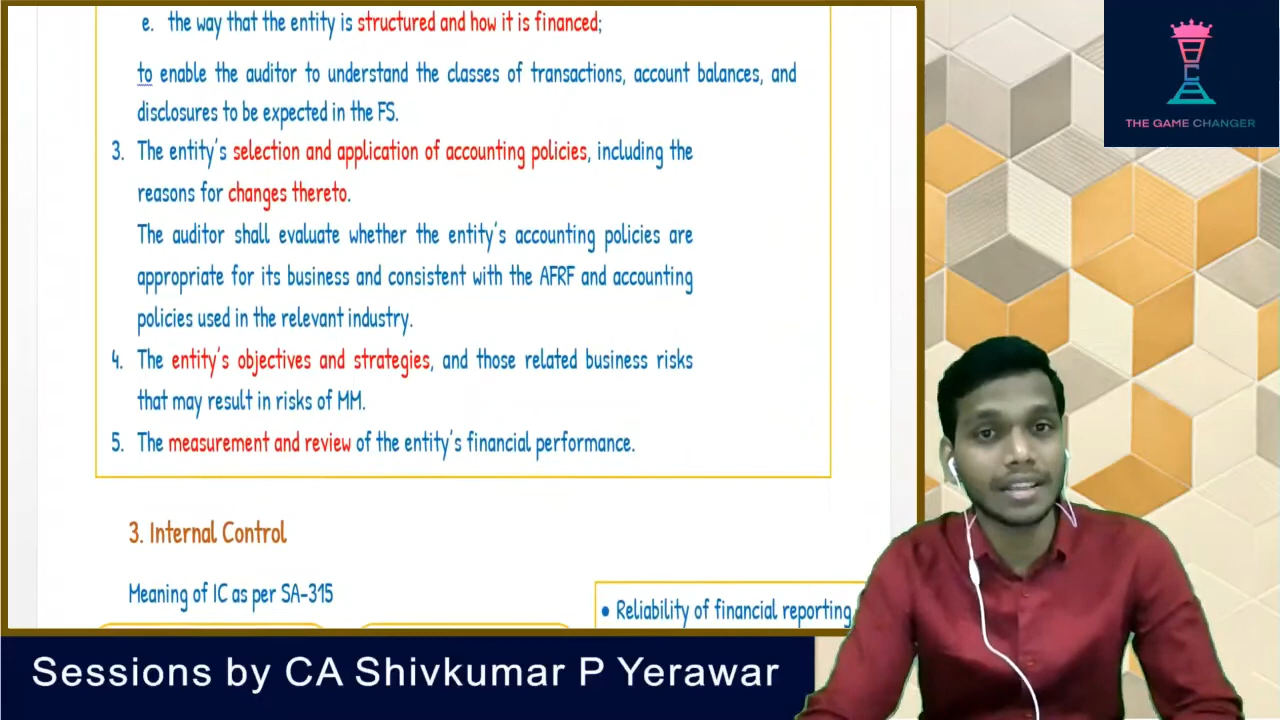 e. the way that the entity is structured and how it is financed;
to enable the auditor to understand the classes of transactions, account balances, and
disclosures to be expected in the FS.
3. The entity's selection and application of accounting policies, including the
reasons for changes thereto.
The auditor shall evaluate whether the entity's accounting policies are
appropriate for its business and consistent with the AFRF and accounting
policies used in the relevant industry.
4. The entity's objectives and strategies, and those related business risks
that may result in risks of MM.
5. The measurement and review of the entity's financial performance.
3. Internal Control
Meaning of IC as per SA-315
• Reliability of financial reporting
THE GAME CHANGER
Sessions by CA Shivkumar P Yerawar